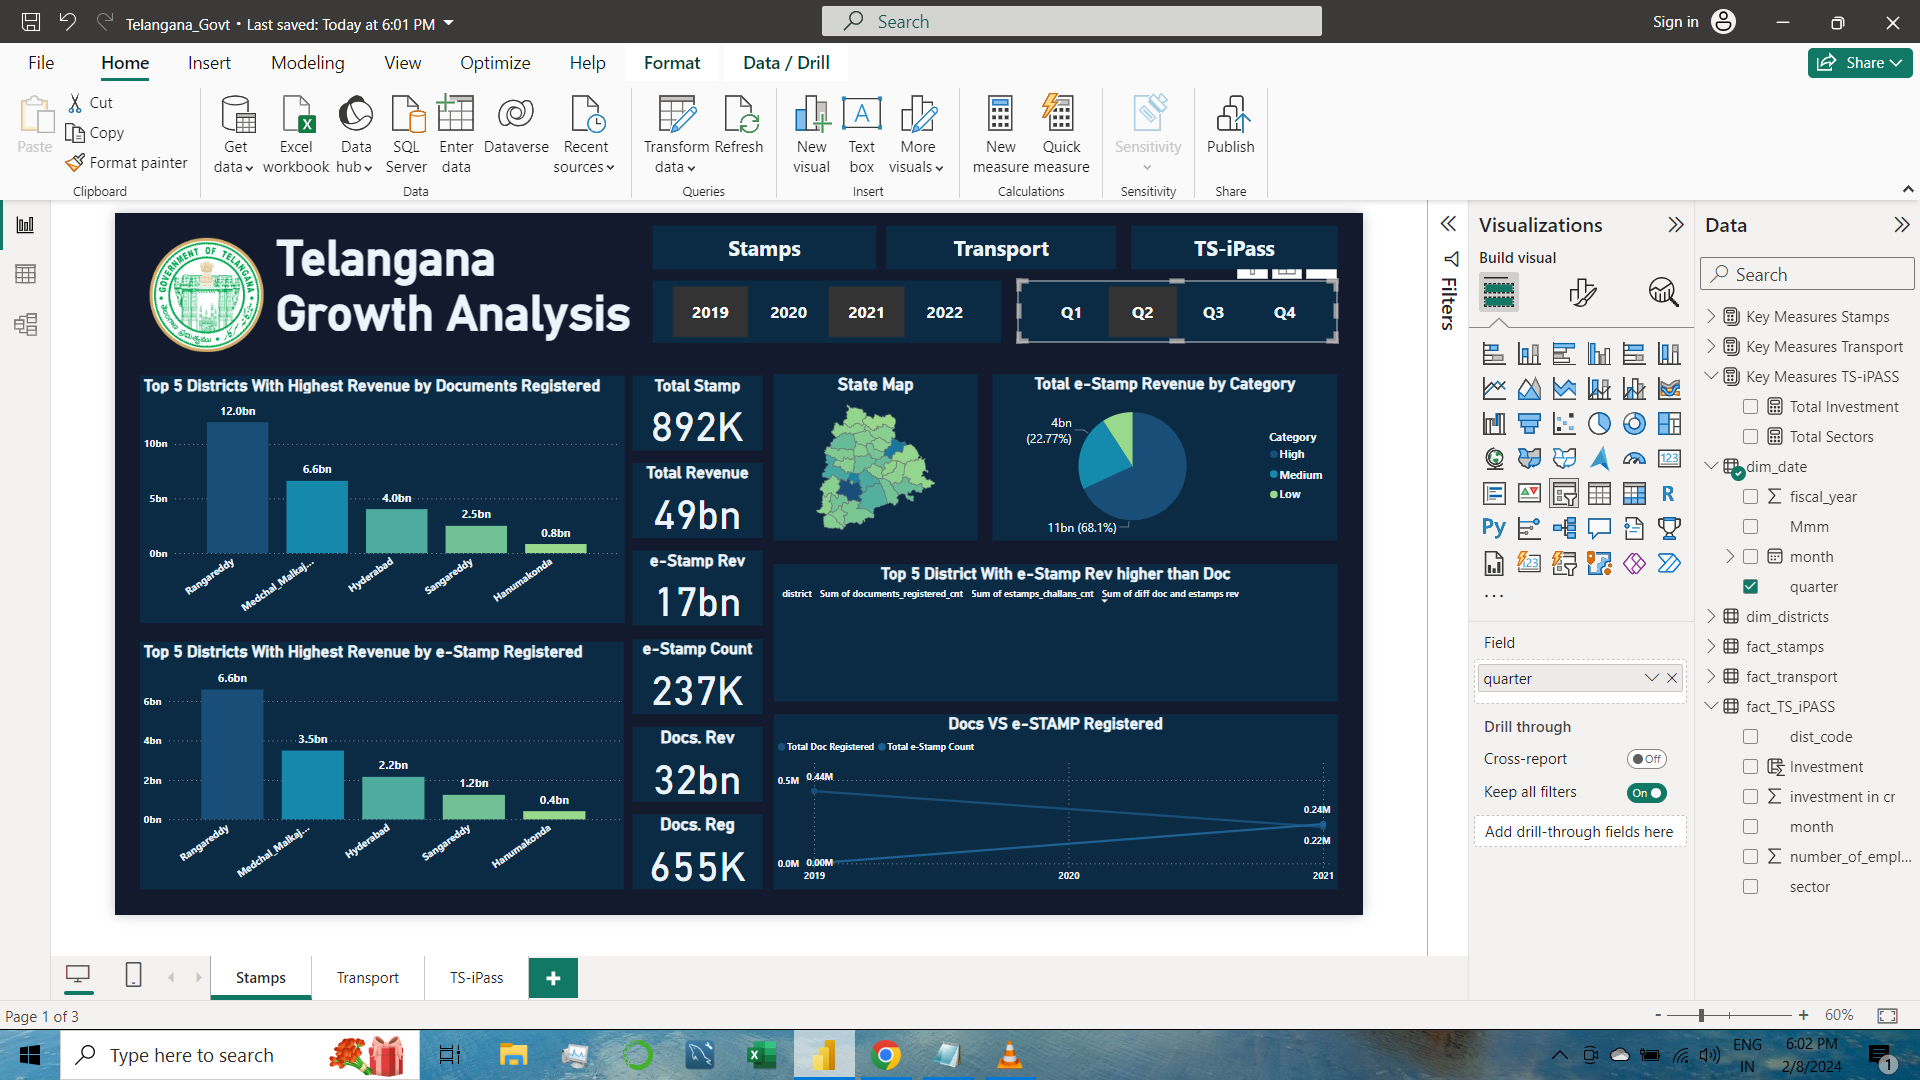 Telangana_Govt • Last saved: Today at 6:01 PM
Search
Sign in
File Home Insert Modeling View Optimize Help Format Data / Drill
Share
Paste
Cut
Copy
Format painter
Clipboard
Get data
Excel workbook
Data hub
SQL Server
Enter data
Dataverse
Recent sources
Data
Transform data
Refresh
Queries
New visual
Text box
More visuals
Insert
New measure
Quick measure
Calculations
Sensitivity
Sensitivity
Publish
Share
GOVERNMENT OF TELANGANA
Telangana
Growth Analysis
Stamps Transport TS-iPass
2019 2020 2021 2022
Q1 Q2 Q3 Q4
Top 5 Districts With Highest Revenue by Documents Registered
12.0bn
10bn
6.6bn
5bn
4.0bn
2.5bn
0.8bn
0bn
Rangareddy
Medchal_Malkaj...
Hyderabad
Sangareddy
Hanumakonda
Top 5 Districts With Highest Revenue by e-Stamp Registered
6.6bn
6bn
4bn
3.5bn
2.2bn
2bn
1.2bn
0.4bn
0bn
Rangareddy
Medchal_Malkaj...
Hyderabad
Sangareddy
Hanumakonda
Total Stamp
892K
Total Revenue
49bn
e-Stamp Rev
17bn
e-Stamp Count
237K
Docs. Rev
32bn
Docs. Reg
655K
State Map
Total e-Stamp Revenue by Category
4bn
(22.77%)
11bn (68.1%)
Category
High
Medium
Low
Top 5 District With e-Stamp Rev higher than Doc
district Sum of documents_registered_cnt Sum of estamps_challans_cnt Sum of diff doc and estamps rev
Docs VS e-STAMP Registered
Total Doc Registered Total e-Stamp Count
0.5M
0.44M
0.24M
0.22M
0.0M
0.00M
2019 2020 2021
Filters
Visualizations
Build visual
123
R
Py
123
...
Field
quarter
Drill through
Cross-report
Off
Keep all filters
On
Add drill-through fields here
Data
Search
Key Measures Stamps
Key Measures Transport
Key Measures TS-iPASS
Total Investment
Total Sectors
dim_date
fiscal_year
Mmm
month
quarter
dim_districts
fact_stamps
fact_transport
fact_TS_iPASS
dist_code
Investment
investment in cr
month
number_of_empl...
sector
Stamps
Transport
TS-iPass
+
Page 1 of 3
- + 60%
Type here to search
ENG
IN
6:02 PM
2/8/2024
1